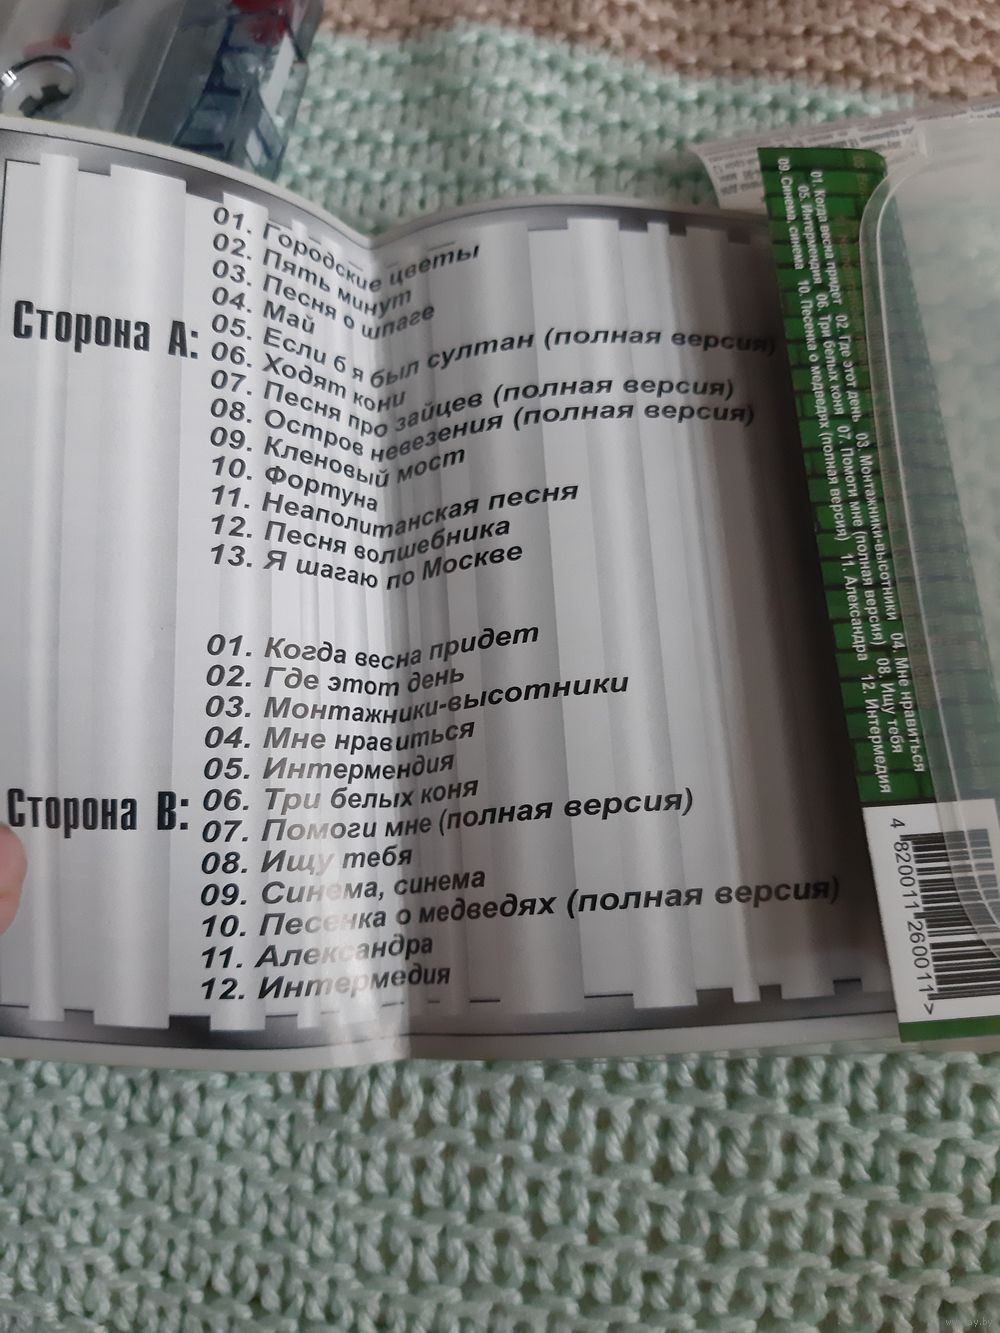 Сторона А:
01. Городские цветы
02. Пять минут
03. Песня о шпаге
04. Май
05. Если б я был султан (полная версия)
06. Ходят кони
07. Песня про зайцев (полная версия)
08. Остров невезения (полная версия)
09. Кленовый мост
10. Фортуна
11. Неаполитанская песня
12. Песня волшебника
13. Я шагаю по Москве
Сторона В:
01. Когда весна придет
02. Где этот день
03. Монтажники-высотники
04. Мне нравиться
05. Интермендия
06. Три белых коня
07. Помоги мне (полная версия)
08. Ищу тебя
09. Синема, синема
10. Песенка о медведях (полная версия)
11. Александра
12. Интермедия
01. Когда весна придет 02. Где этот день 03. Монтажники-высотники 04. Мне нравиться
05. Интермендия 06. Три белых коня 07. Помоги мне (полная версия) 08. Ищу тебя
09. Синема, синема 10. Песенка о медведях (полная версия) 11. Александра 12. Интермедия
4 820011 260011 >